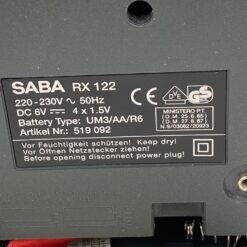 SABA RX 122
220-230V ∿ 50Hz
DC 6V ⎓ 4 x 1.5V
Battery Type: UM3/AA/R6
Artikel Nr.: 519 092
CE
MINISTERO P.T.
(D.M. 25.6.85)
(D.M. 27.8.87)
Vor Feuchtigkeit schützen! Keep dry!
Vor Öffnen Netzstecker ziehen!
Before opening disconnect power plug!